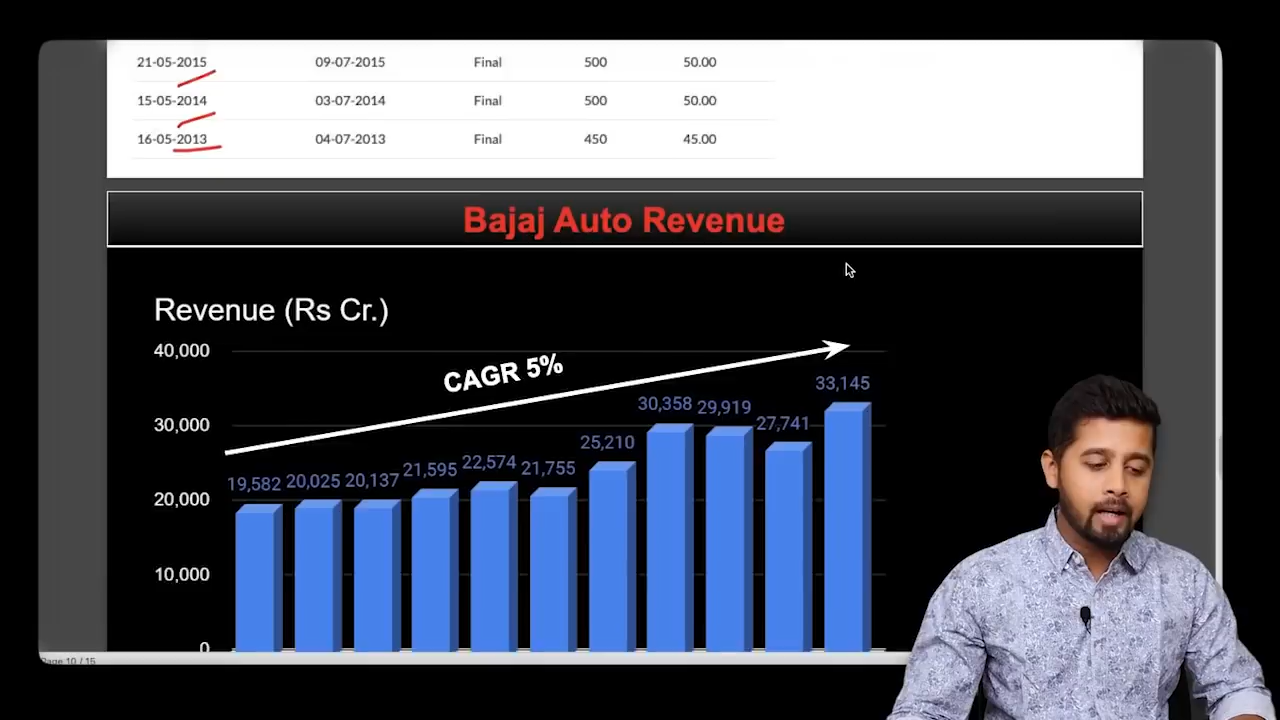 21-05-2015 09-07-2015 Final 500 50.00
15-05-2014 03-07-2014 Final 500 50.00
16-05-2013 04-07-2013 Final 450 45.00
Bajaj Auto Revenue
Revenue (Rs Cr.)
40,000
CAGR 5%
33,145
30,358 29,919
30,000
27,741
25,210
19,582 20,025 20,137 21,595 22,574 21,755
20,000
10,000
0
Page 10 / 15